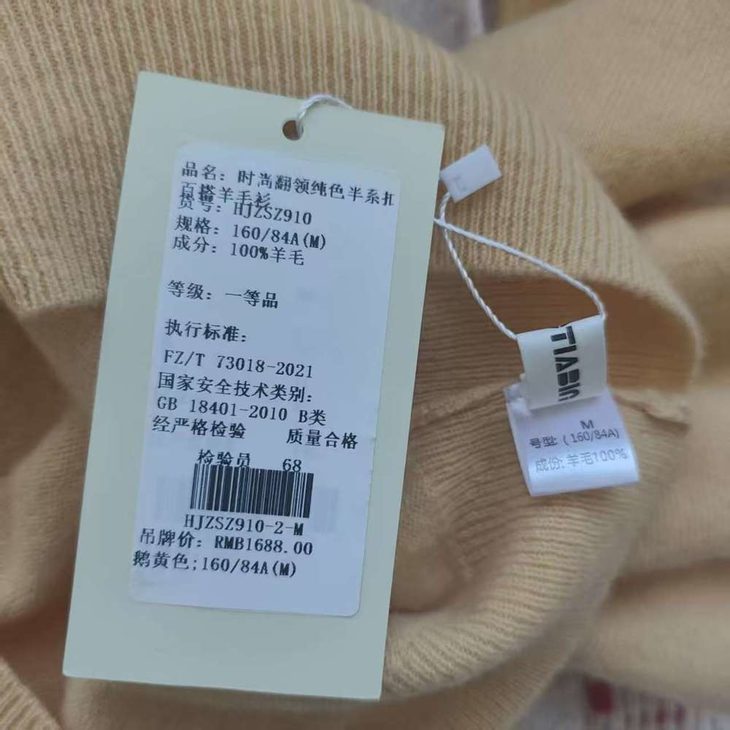 品名：时尚翻领纯色半系扣
百搭羊毛衫
货号：HJZSZ910
规格：160/84A(M)
成分：100%羊毛
等级：一等品
执行标准：
FZ/T 73018-2021
国家安全技术类别：
GB 18401-2010 B类
经严格检验 质量合格
检验员 68
HJZSZ910-2-M
吊牌价：RMB1688.00
鹅黄色;160/84A(M)
M
号型:（160/84A)
成份:羊毛100%